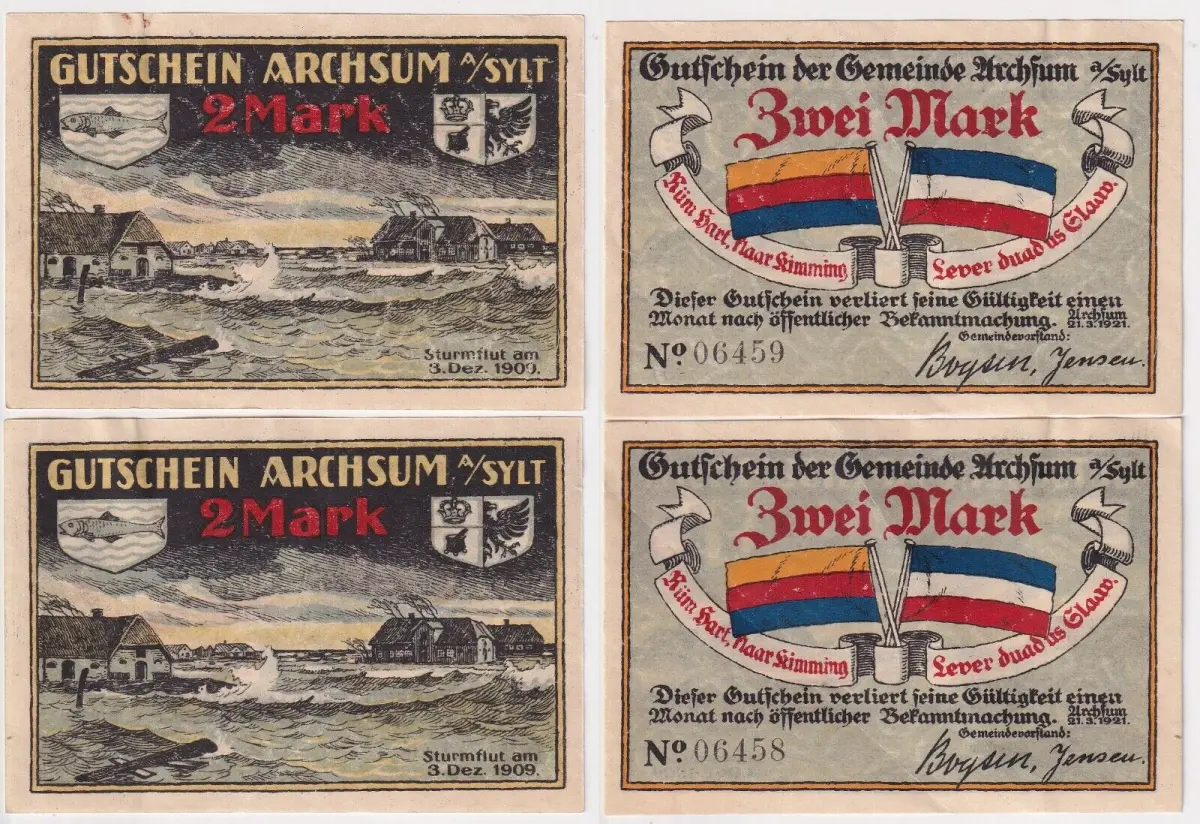 GUTSCHEIN ARCHSUM A/SYLT
2 Mark
Sturmflut am
3. Dez. 1909.
Gutschein der Gemeinde Archsum a/Sylt
Zwei Mark
Rüm Hart, klaar Kimming
Lever duad üs Slaav.
Dieser Gutschein verliert seine Gültigkeit einen
Monat nach öffentlicher Bekanntmachung. Archsum
21.3.1921.
Gemeindevorstand:
No 06459
Boysen, Jensen.
GUTSCHEIN ARCHSUM A/SYLT
2 Mark
Sturmflut am
3. Dez. 1909.
Gutschein der Gemeinde Archsum a/Sylt
Zwei Mark
Rüm Hart, klaar Kimming
Lever duad üs Slaav.
Dieser Gutschein verliert seine Gültigkeit einen
Monat nach öffentlicher Bekanntmachung. Archsum
21.3.1921.
Gemeindevorstand:
No 06458
Boysen, Jensen.